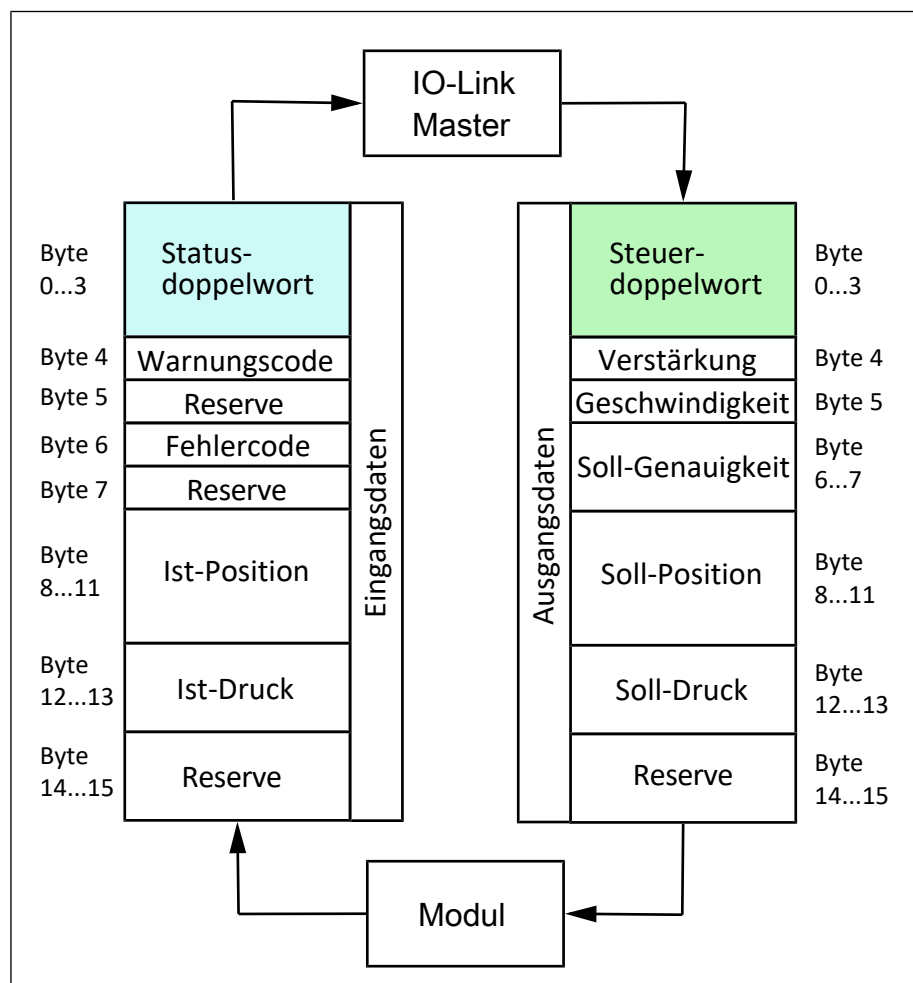 IO-Link
Master
Byte
0...3
Status-
doppelwort
Byte 4
Warnungscode
Byte 5
Reserve
Byte 6
Fehlercode
Byte 7
Reserve
Byte
8...11
Ist-Position
Byte
12...13
Ist-Druck
Byte
14...15
Reserve
Eingangsdaten
Ausgangsdaten
Steuer-
doppelwort
Byte
0...3
Verstärkung
Byte 4
Geschwindigkeit
Byte 5
Soll-Genauigkeit
Byte
6...7
Soll-Position
Byte
8...11
Soll-Druck
Byte
12...13
Reserve
Byte
14...15
Modul